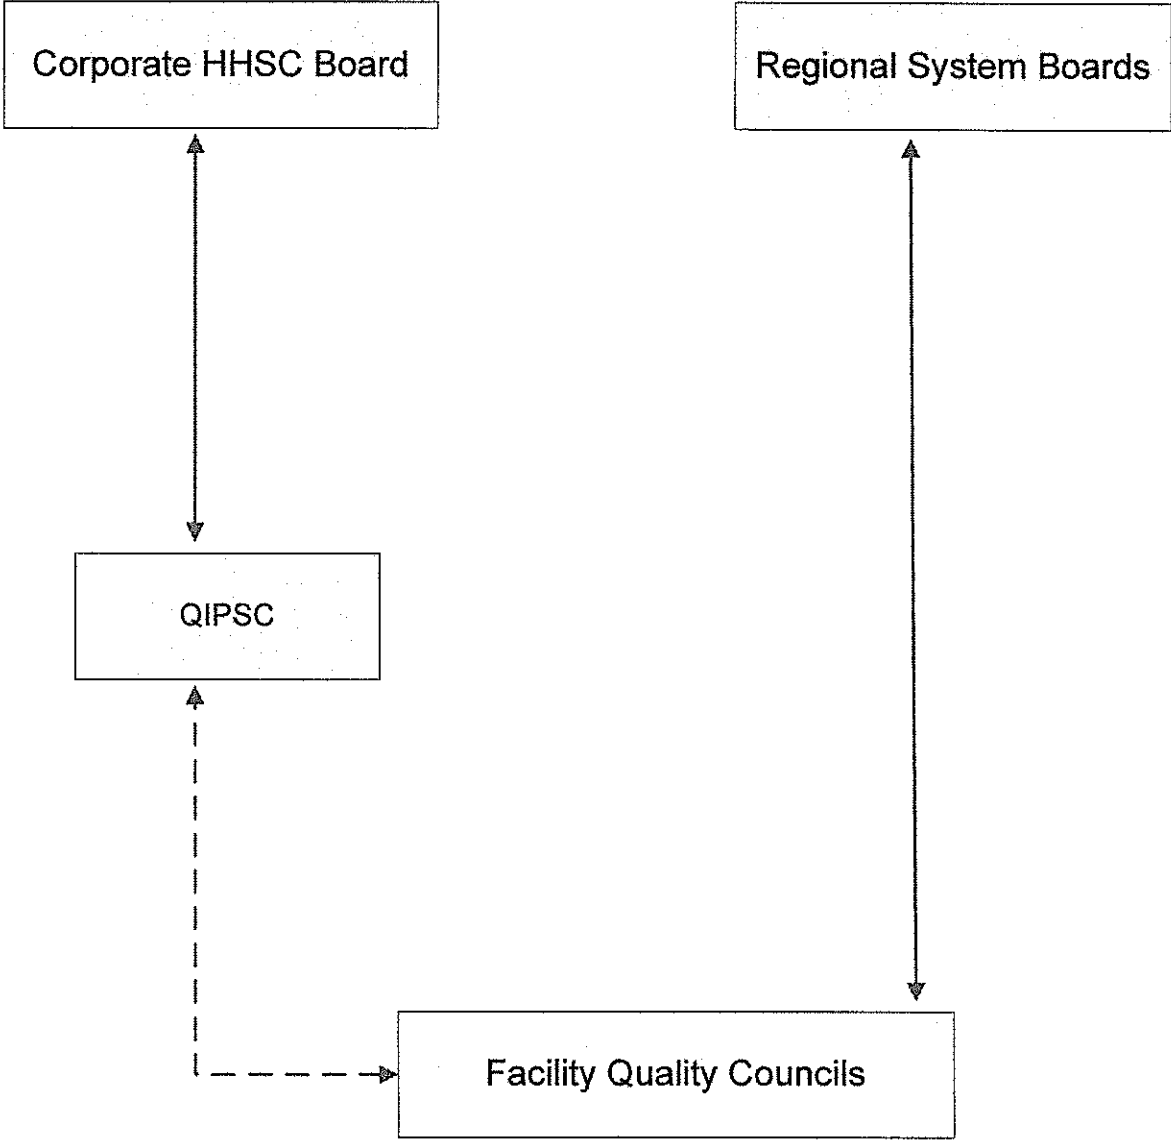 Corporate HHSC Board
Regional System Boards
QIPSC
Facility Quality Councils